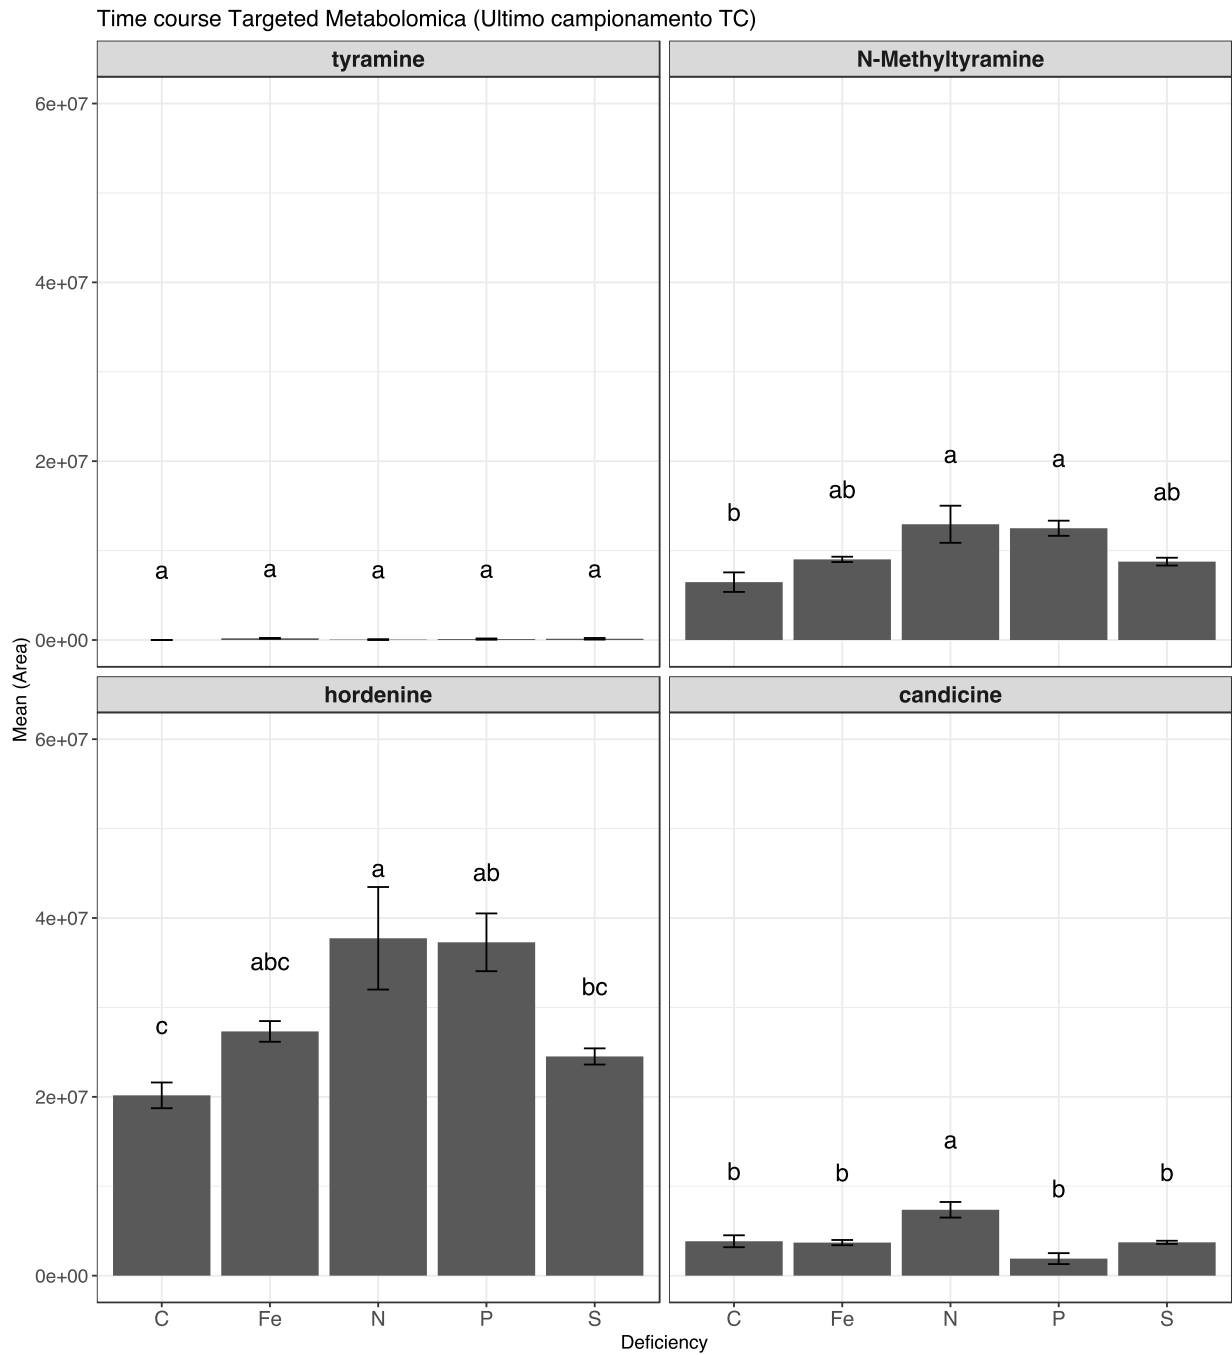 Time course Targeted Metabolomica (Ultimo campionamento TC)
tyramine
N-Methyltyramine
6e+07
4e+07
2e+07
0e+00
a a a a a
b ab a a ab
Mean (Area)
hordenine
candicine
6e+07
4e+07
2e+07
0e+00
c abc a ab bc
b b a b b
C Fe N P S
C Fe N P S
Deficiency